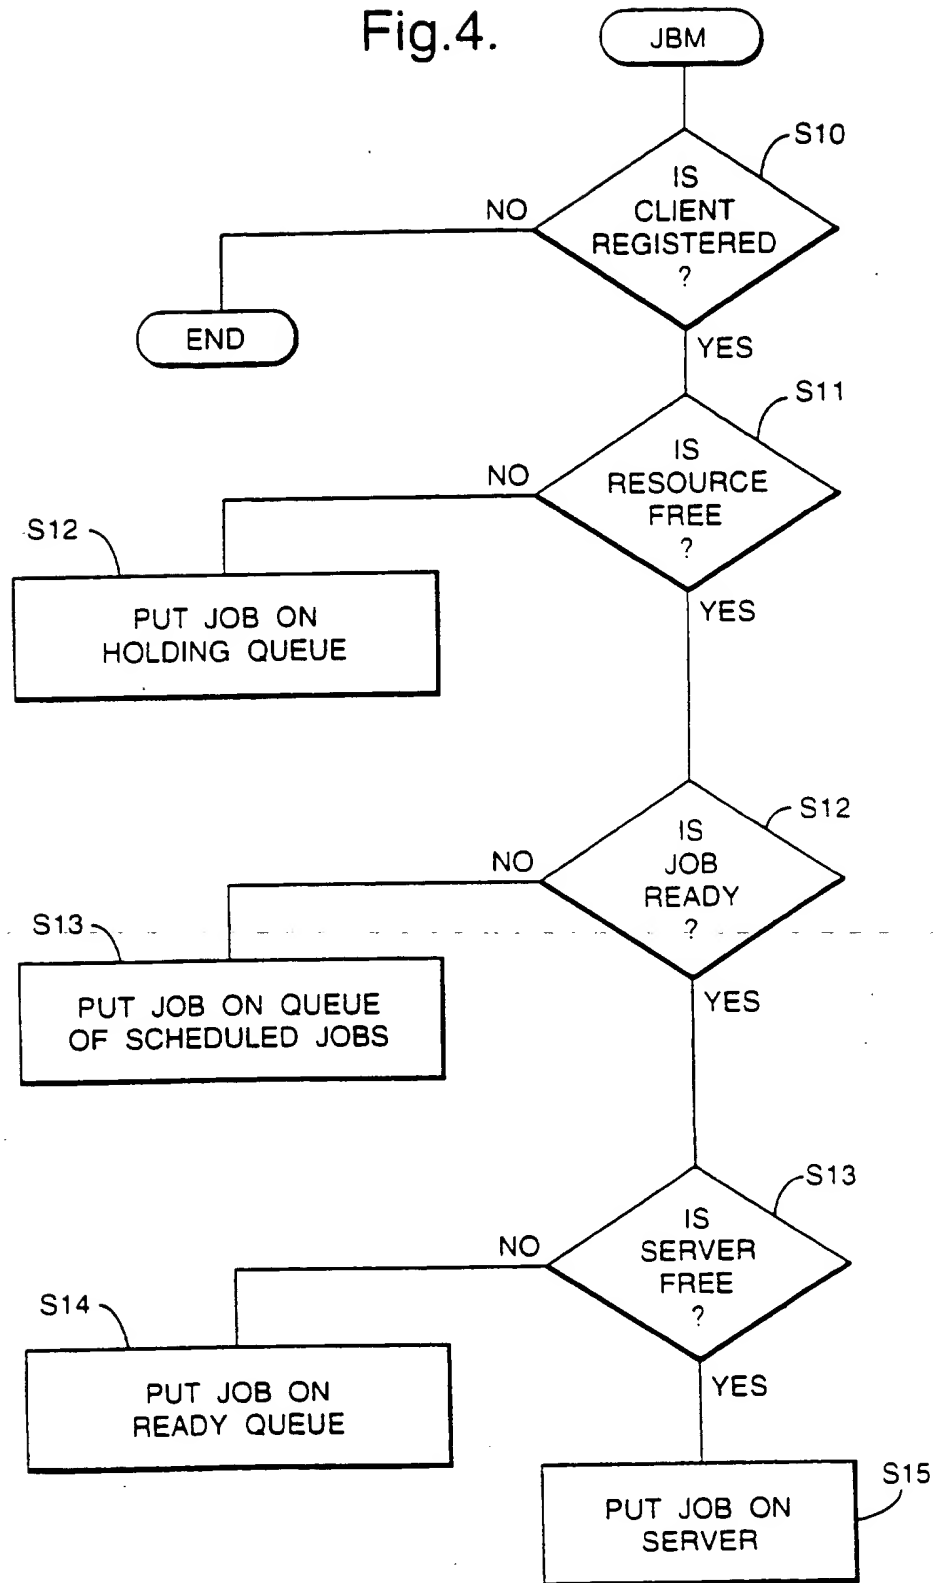 Fig.4.
JBM
S10
IS
CLIENT
REGISTERED
?
NO
END
YES
S11
IS
RESOURCE
FREE
?
NO
S12
PUT JOB ON
HOLDING QUEUE
YES
S12
IS
JOB
READY
?
NO
S13
PUT JOB ON QUEUE
OF SCHEDULED JOBS
YES
S13
IS
SERVER
FREE
?
NO
S14
PUT JOB ON
READY QUEUE
YES
S15
PUT JOB ON
SERVER